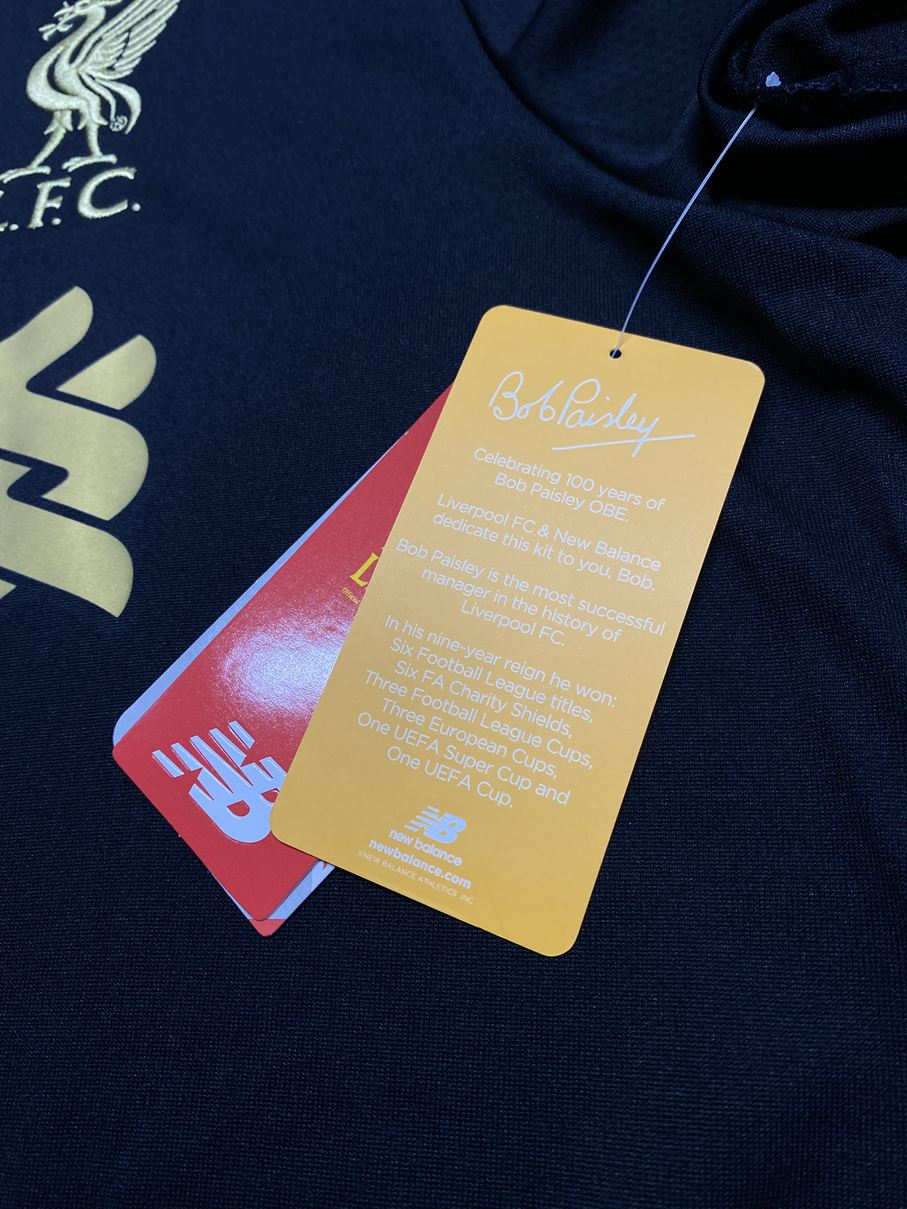 .F.C.
Bob Paisley
Celebrating 100 years of
Bob Paisley OBE.
Liverpool FC & New Balance
dedicate this kit to you, Bob.
Bob Paisley is the most successful
manager in the history of
Liverpool FC.
In his nine-year reign he won:
Six Football League titles,
Six FA Charity Shields,
Three Football League Cups,
Three European Cups,
One UEFA Super Cup and
One UEFA Cup.
NB
new balance
newbalance.com
©NEW BALANCE ATHLETICS INC
L
Official
NB